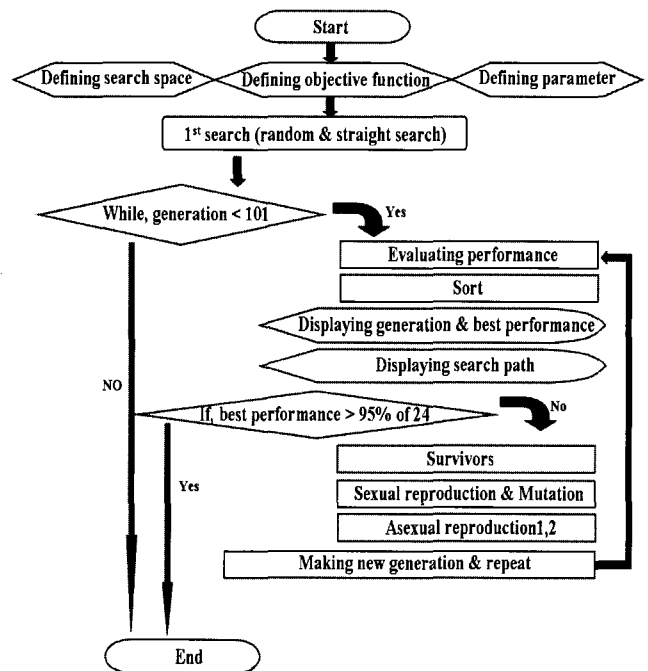 Start
Defining search space
Defining objective function
Defining parameter
1st search (random & straight search)
While, generation < 101
Yes
Evaluating performance
Sort
Displaying generation & best performance
Displaying search path
NO
If, best performance > 95% of 24
No
Yes
Survivors
Sexual reproduction & Mutation
Asexual reproduction1,2
Making new generation & repeat
End